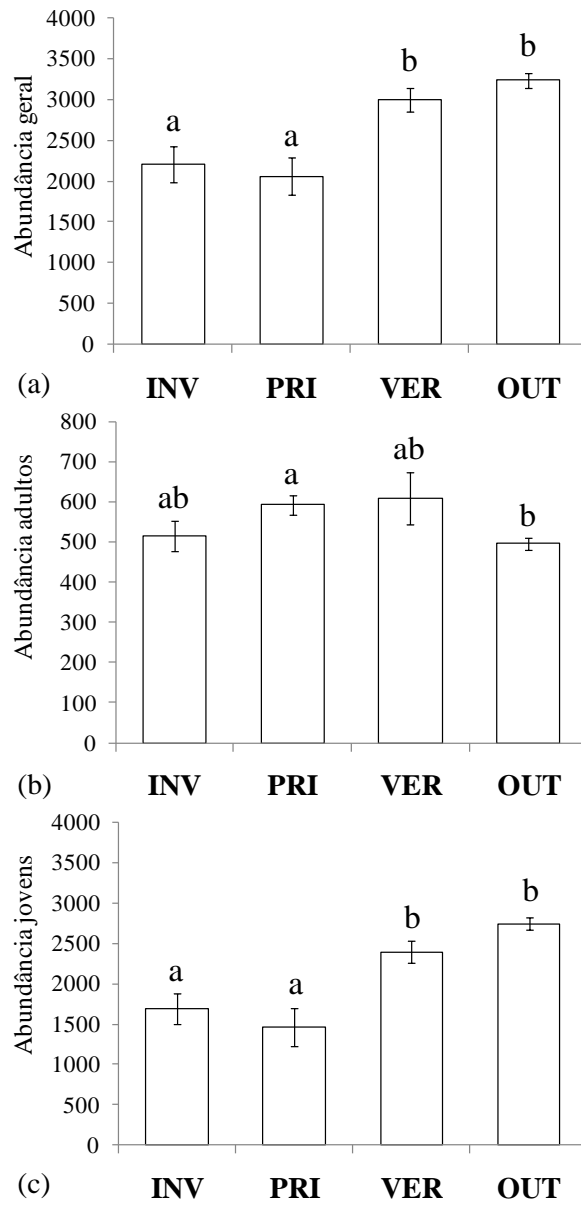 4000
3500
3000
2500
2000
1500
1000
500
0
Abundância geral
a
a
b
b
(a)
INV PRI VER OUT
800
700
600
500
400
300
200
100
0
Abundância adultos
ab
a
ab
b
(b)
INV PRI VER OUT
4000
3500
3000
2500
2000
1500
1000
500
0
Abundância jovens
a
a
b
b
(c)
INV PRI VER OUT